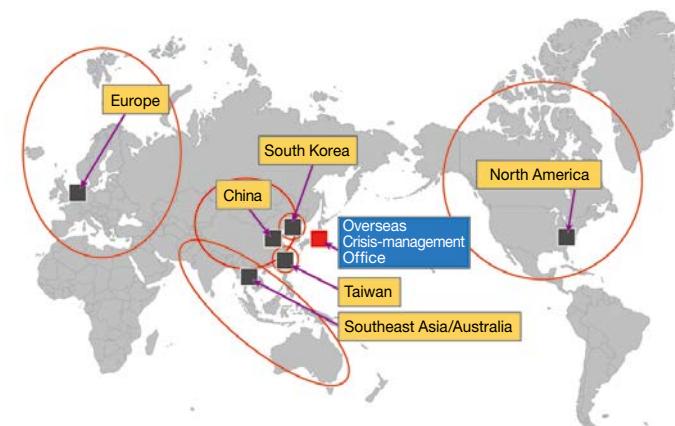 Europe
South Korea
China
North America
Overseas
Crisis-management
Office
Taiwan
Southeast Asia/Australia